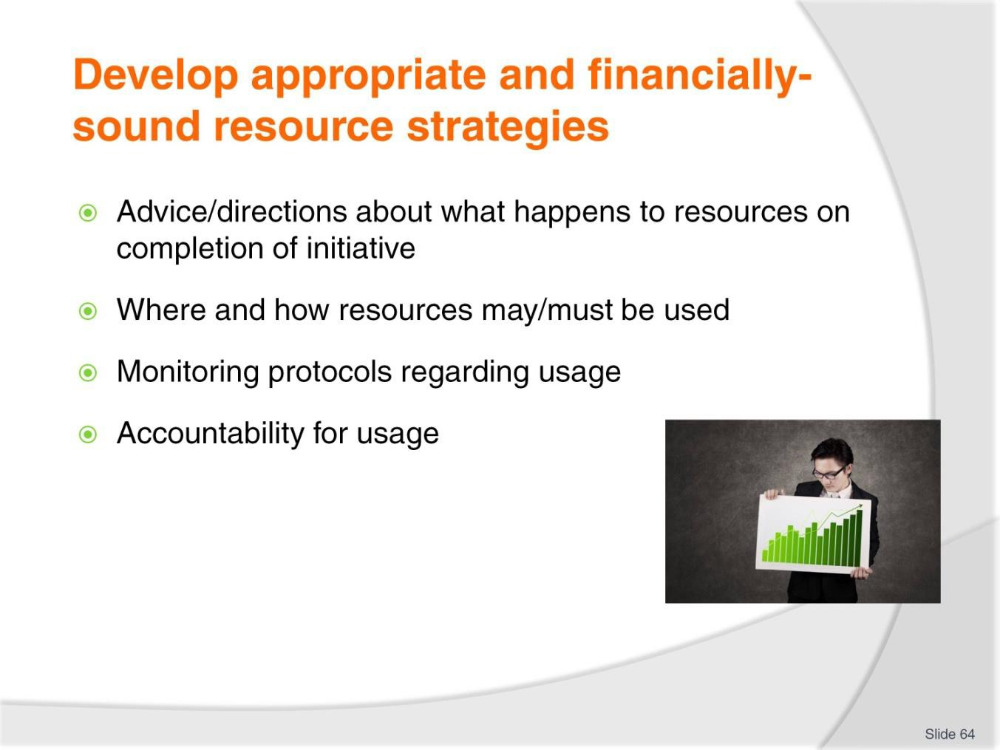 Develop appropriate and financially-
sound resource strategies
Advice/directions about what happens to resources on
completion of initiative
Where and how resources may/must be used
Monitoring protocols regarding usage
Accountability for usage
Slide 64